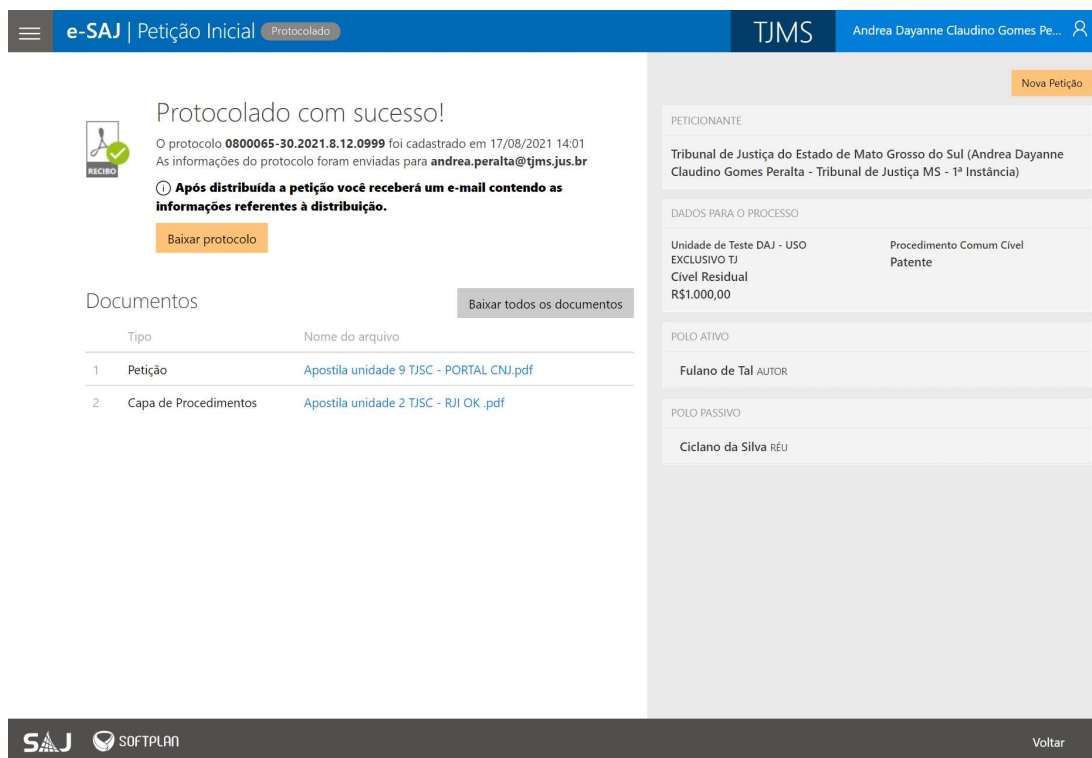 e-SAJ | Petição Inicial Protocolado
TJMS
Andrea Dayanne Claudino Gomes Pe...
Nova Petição
RECIBO
Protocolado com sucesso!
O protocolo 0800065-30.2021.8.12.0999 foi cadastrado em 17/08/2021 14:01
As informações do protocolo foram enviadas para andrea.peralta@tjms.jus.br
Após distribuída a petição você receberá um e-mail contendo as
informações referentes à distribuição.
Baixar protocolo
Documentos
Baixar todos os documentos
Tipo Nome do arquivo
1 Petição Apostila unidade 9 TJSC - PORTAL CNJ.pdf
2 Capa de Procedimentos Apostila unidade 2 TJSC - RJI OK .pdf
PETICIONANTE
Tribunal de Justiça do Estado de Mato Grosso do Sul (Andrea Dayanne
Claudino Gomes Peralta - Tribunal de Justiça MS - 1ª Instância)
DADOS PARA O PROCESSO
Unidade de Teste DAJ - USO
EXCLUSIVO TJ
Cível Residual
R$1.000,00
Procedimento Comum Cível
Patente
POLO ATIVO
Fulano de Tal AUTOR
POLO PASSIVO
Ciclano da Silva RÉU
SAJ
SOFTPLAN
Voltar